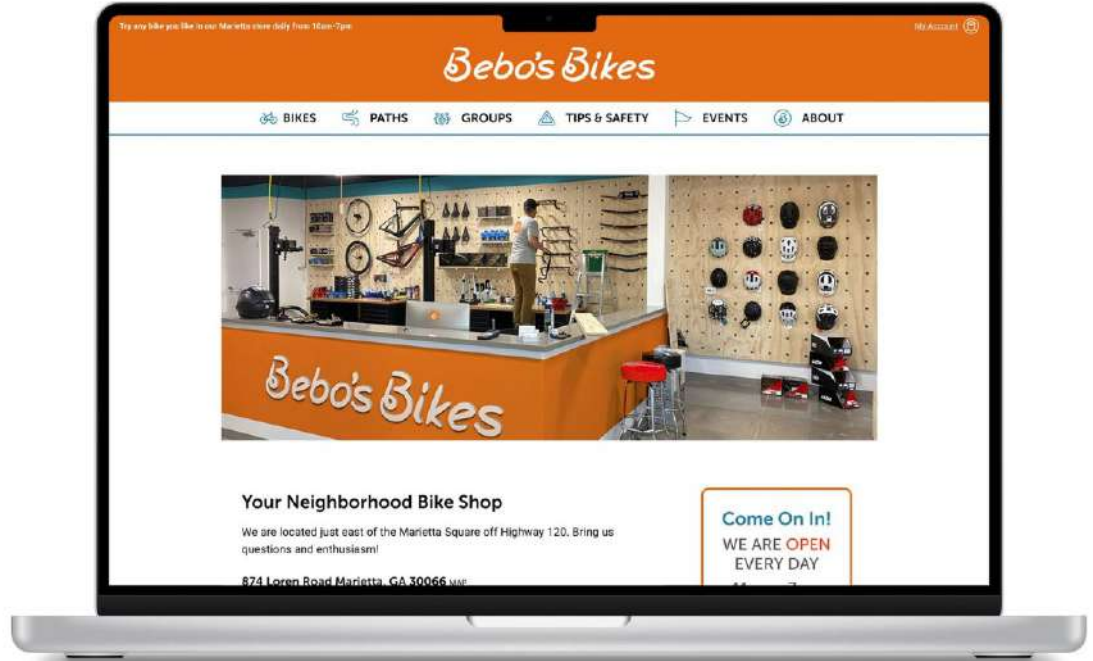 Try any bike you like in our Marietta store daily from 10am-7pm
My Account
Bebo's Bikes
BIKES PATHS GROUPS TIPS & SAFETY EVENTS ABOUT
Bebo's Bikes
Your Neighborhood Bike Shop
We are located just east of the Marietta Square off Highway 120. Bring us
questions and enthusiasm!
874 Loren Road Marietta, GA 30066 MAP
Come On In!
WE ARE OPEN
EVERY DAY